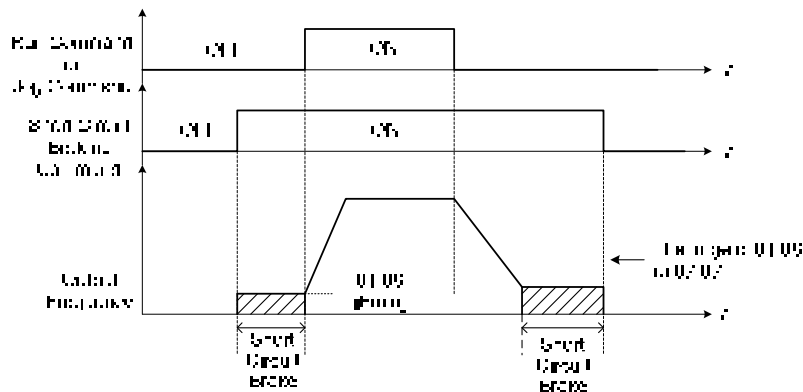 Run Command
or
Jog Command
OFF
ON
t
Short Circuit
Braking
Command
OFF
ON
t
Output
Frequency
t
Short
Circuit
Brake
Short
Circuit
Brake